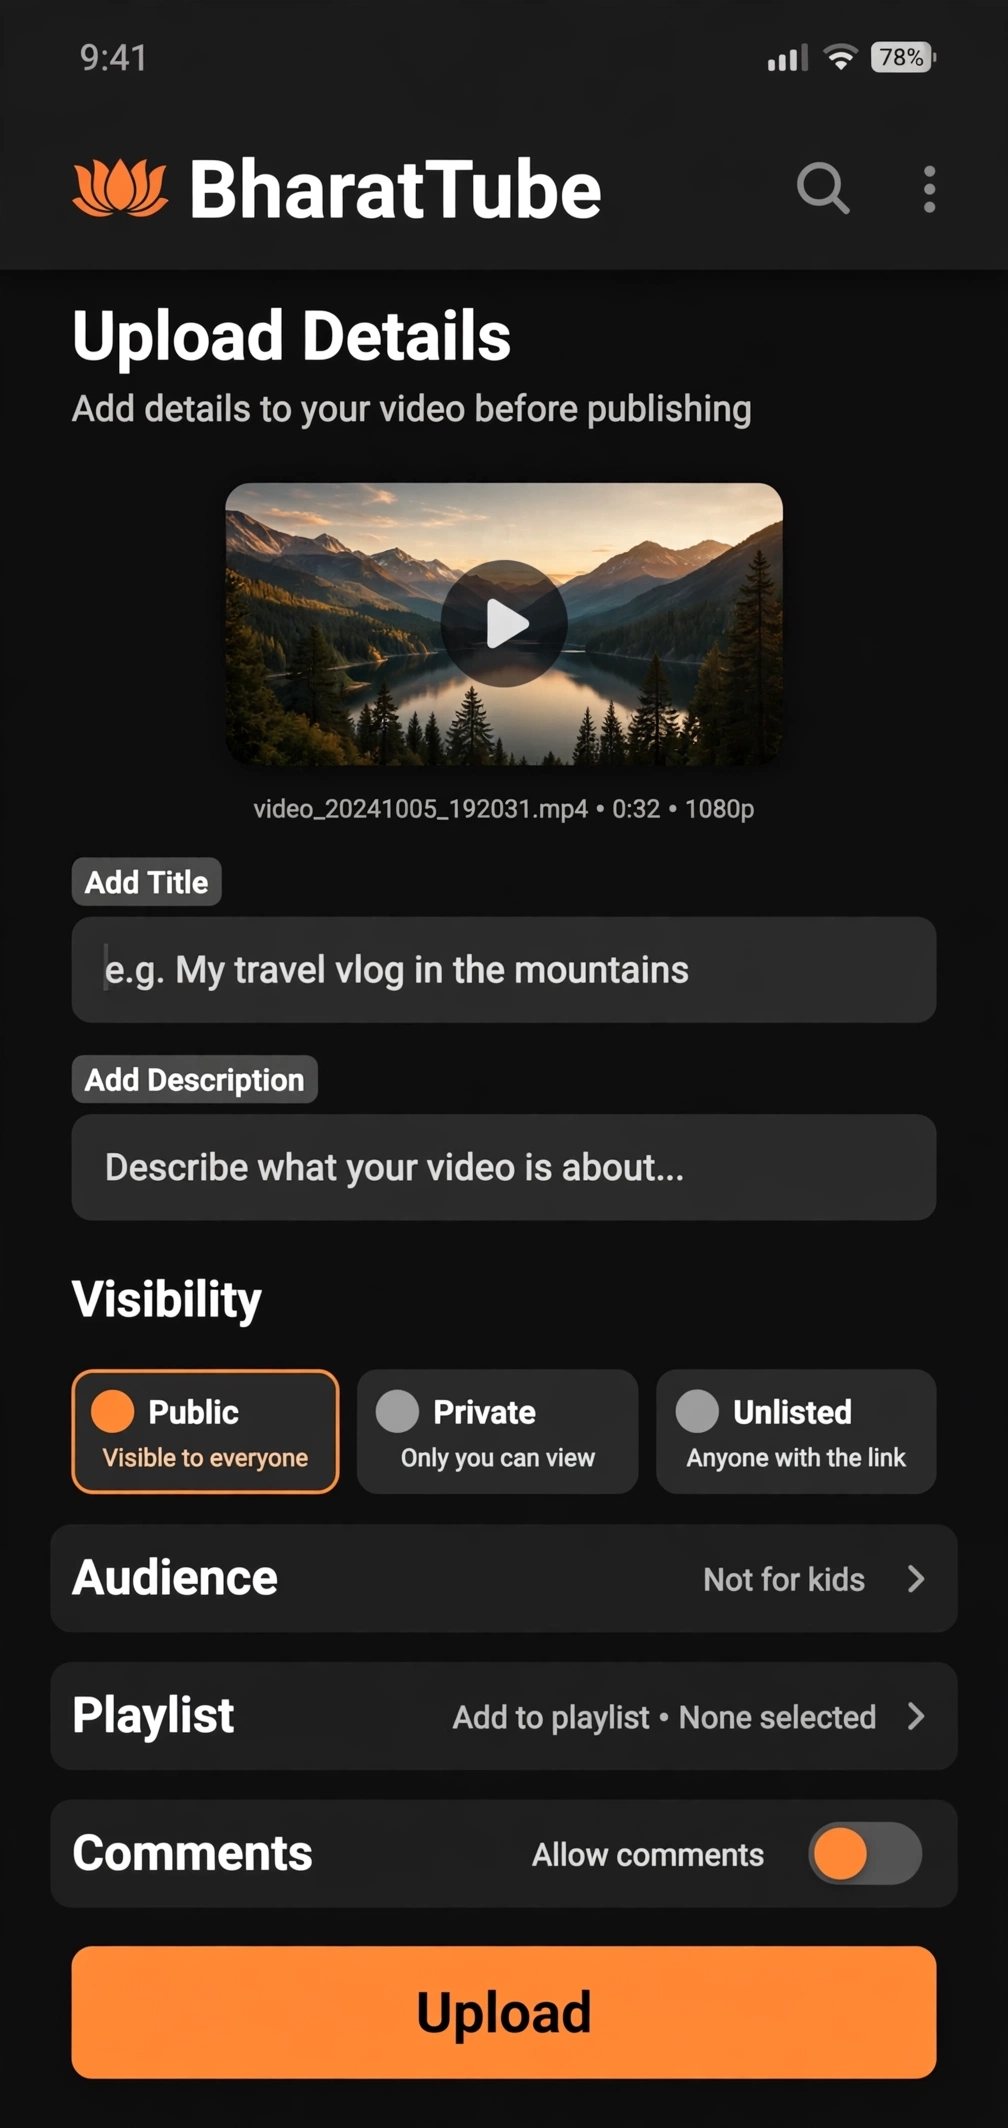 9:41
78%
BharatTube
Upload Details
Add details to your video before publishing
video_20241005_192031.mp4 • 0:32 • 1080p
Add Title
e.g. My travel vlog in the mountains
Add Description
Describe what your video is about...
Visibility
Public
Visible to everyone
Private
Only you can view
Unlisted
Anyone with the link
Audience
Not for kids
Playlist
Add to playlist • None selected
Comments
Allow comments
Upload